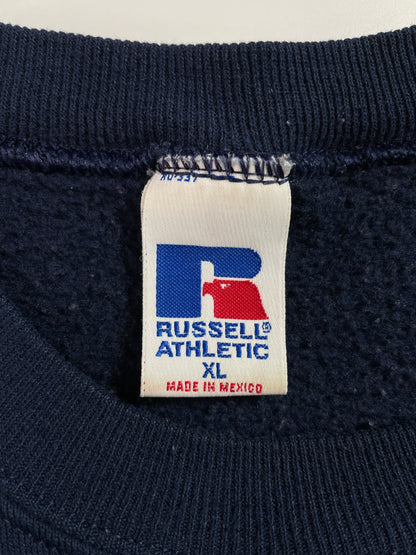 RUSSELL®
ATHLETIC
XL
MADE IN MEXICO